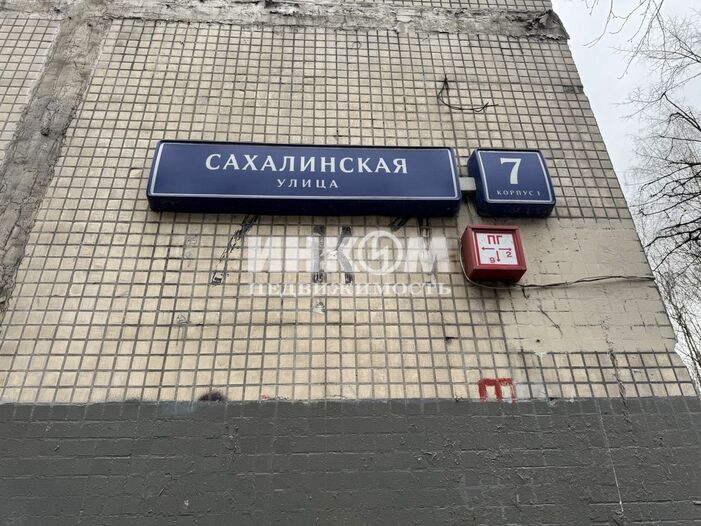 САХАЛИНСКАЯ
УЛИЦА
7
КОРПУС 1
ПГ
9 2
ИНКОМ
НЕДВИЖИМОСТЬ